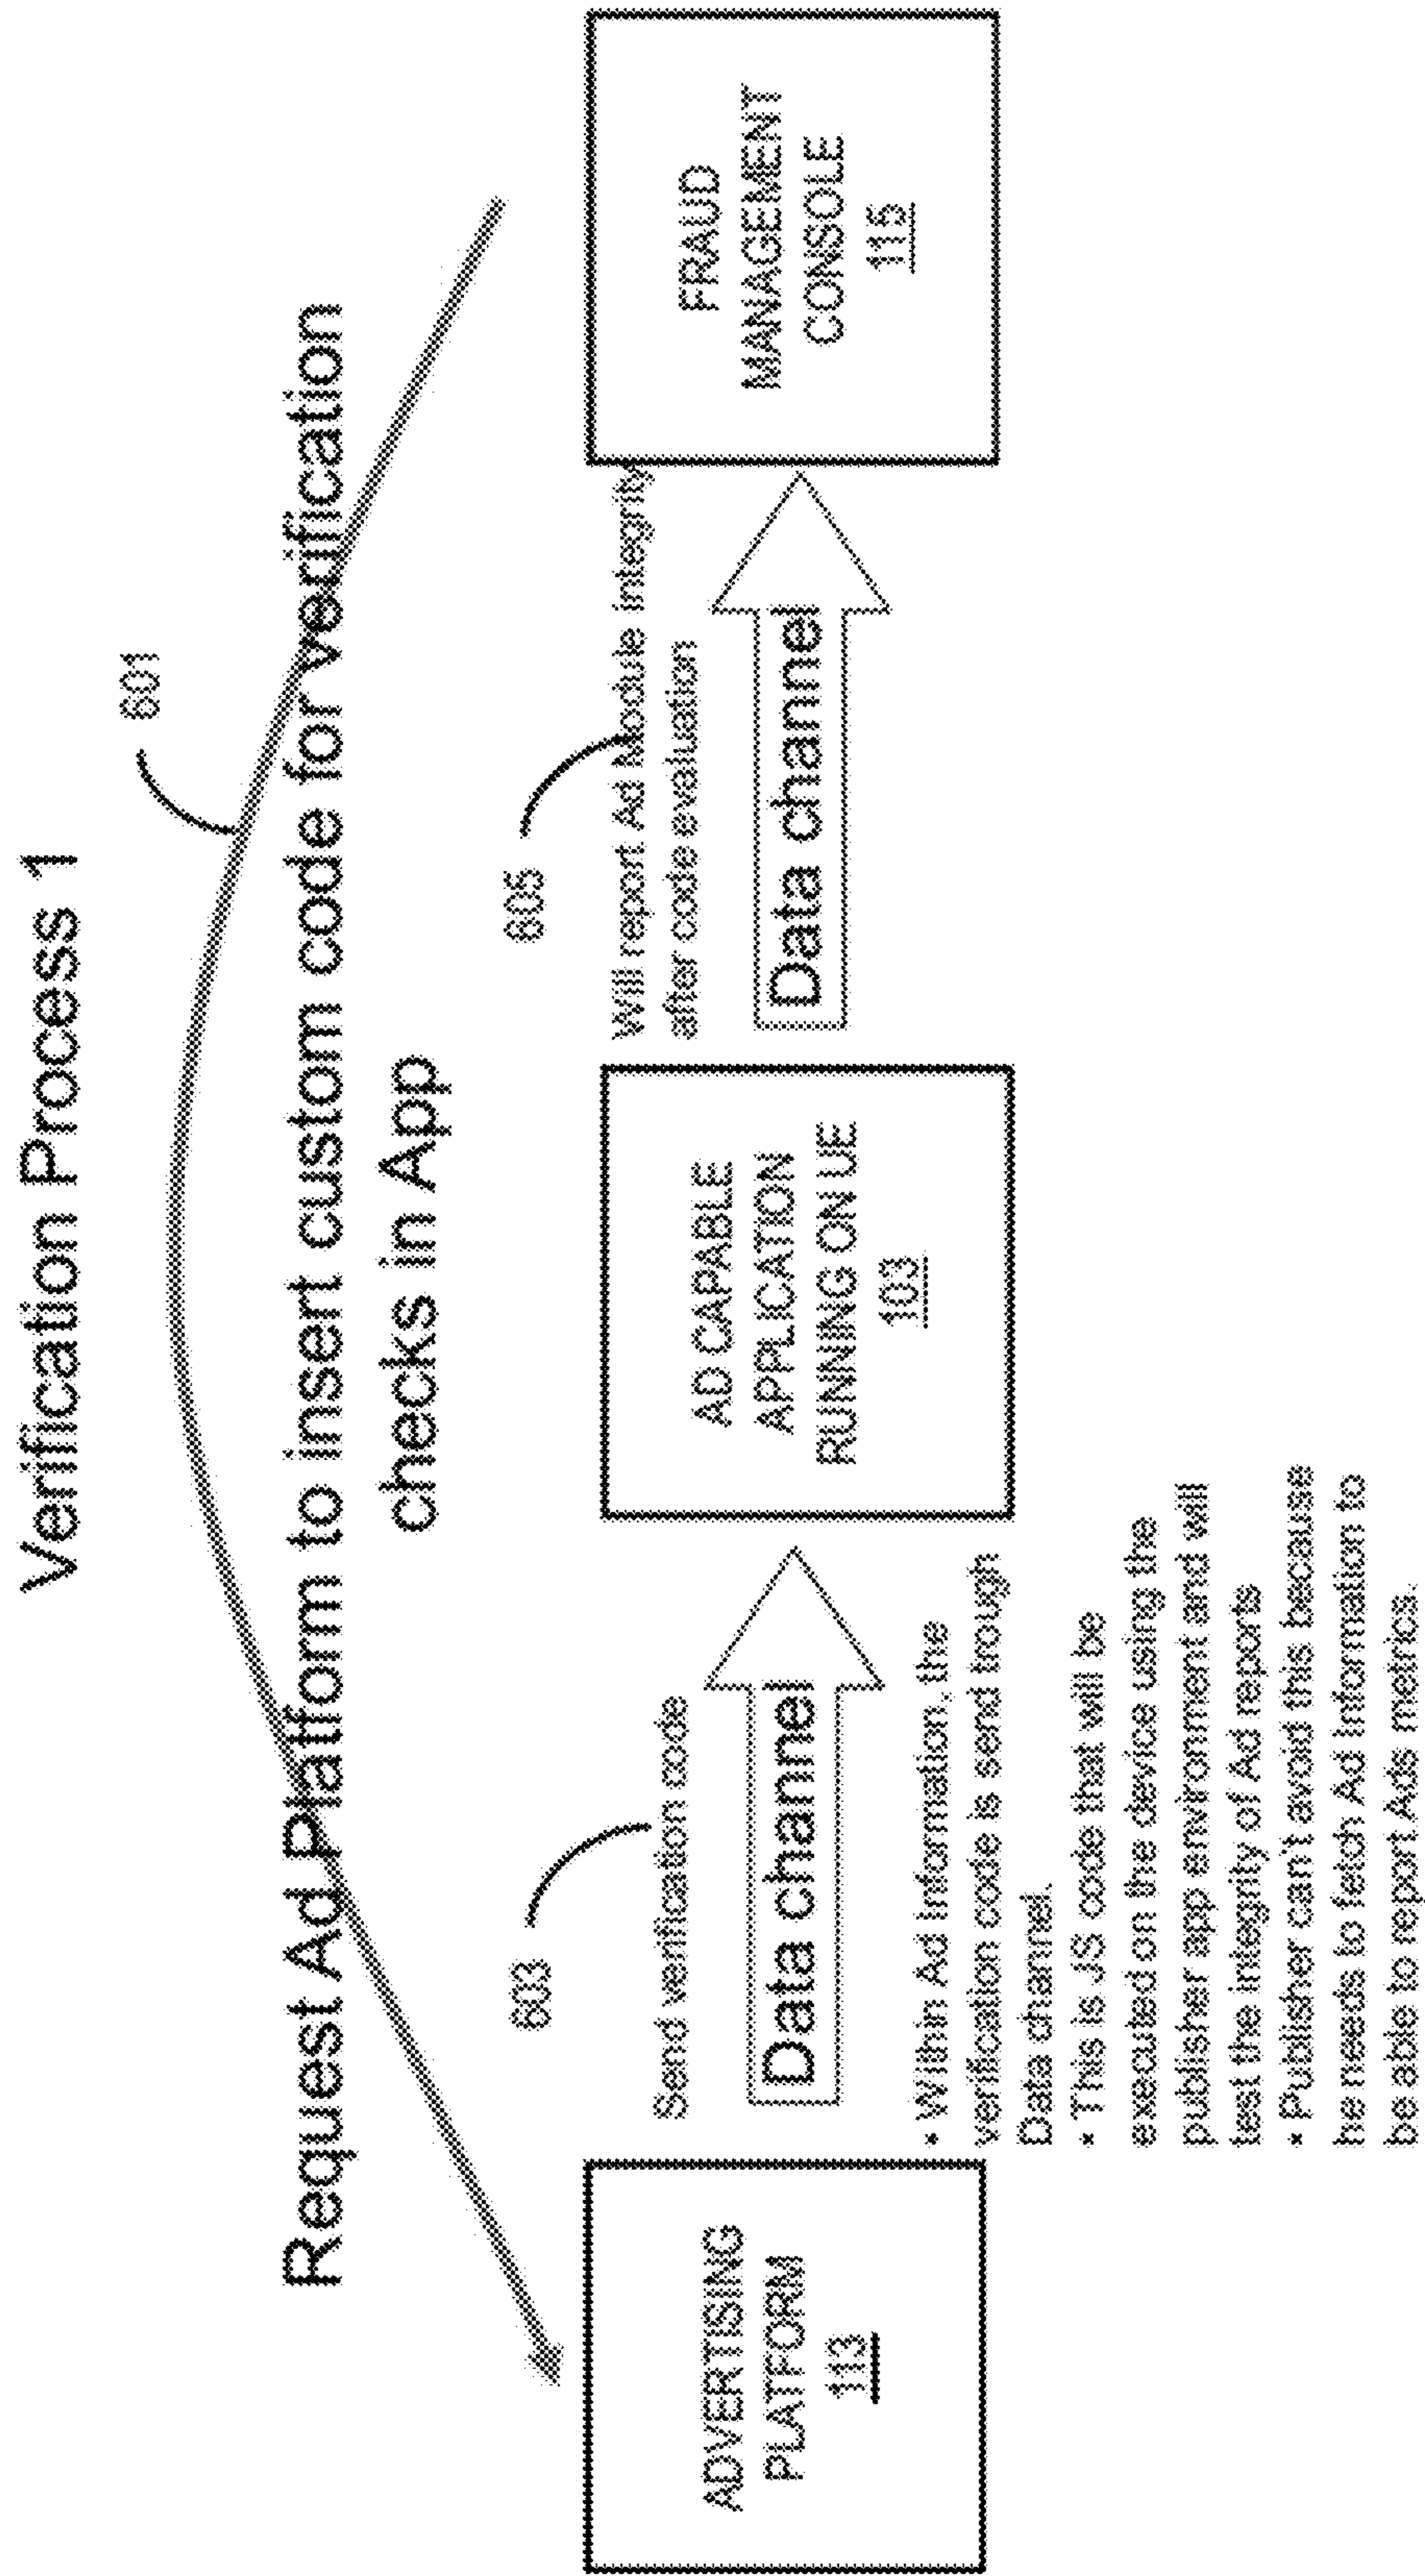 Verification Process 1
601
Request Ad Platform to insert custom code for verification
checks in App
603
Send verification code
605
Will report Ad Module integrity
after code evaluation
ADVERTISING
PLATFORM
113
Data channel
AD CAPABLE
APPLICATION
RUNNING ON UE
103
Data channel
FRAUD
MANAGEMENT
CONSOLE
115
• Within Ad Information, the
verification code is send trough
Data channel.
• This is JS code that will be
executed on the device using the
publisher app environment and will
test the integrity of Ad reports
• Publisher can't avoid this because
he needs to fetch Ad Information to
be able to report Ads metrics.